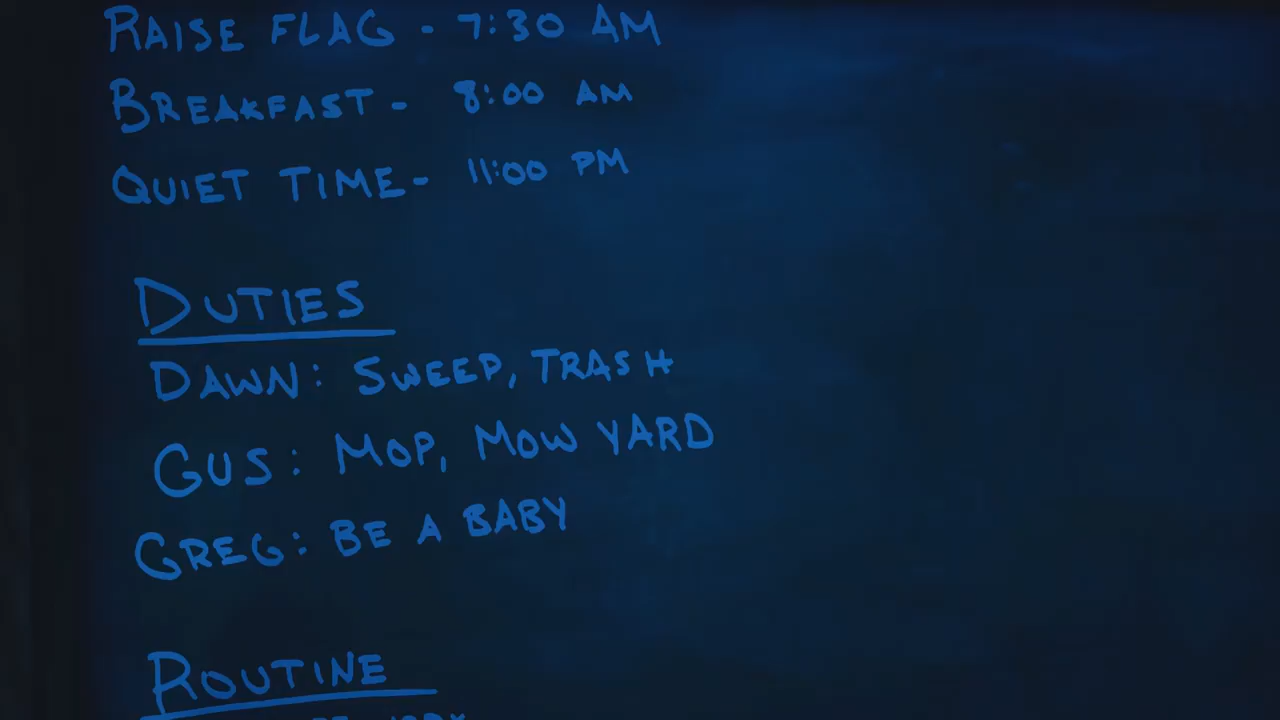 RAISE FLAG - 7:30 AM
BREAKFAST - 8:00 AM
QUIET TIME - 11:00 PM
DUTIES
DAWN: SWEEP, TRASH
GUS: MOP, MOW YARD
GREG: BE A BABY
ROUTINE